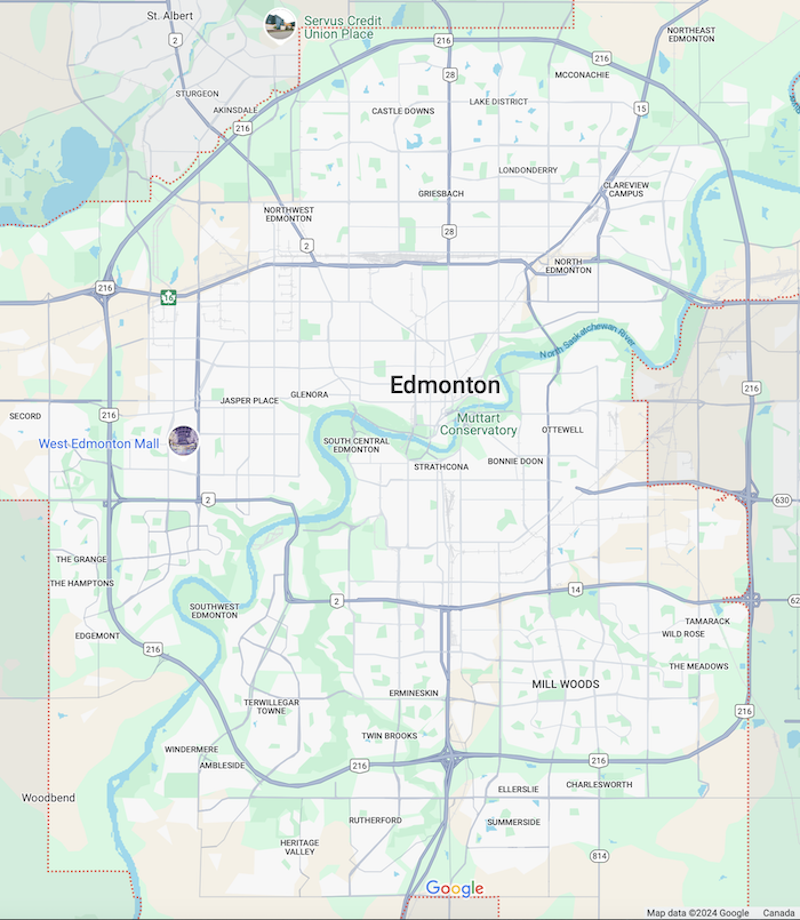 St. Albert
2
Servus Credit
Union Place
216
NORTHEAST
EDMONTON
216
28
MCCONACHIE
STURGEON
AKINSDALE
216
CASTLE DOWNS
LAKE DISTRICT
15
LONDONDERRY
CLAREVIEW
CAMPUS
GRIESBACH
NORTHWEST
EDMONTON
28
2
NORTH
EDMONTON
216
16
North Saskatchewan River
Edmonton
216
JASPER PLACE
GLENORA
SECORD
216
Muttart
Conservatory
OTTEWELL
West Edmonton Mall
SOUTH CENTRAL
EDMONTON
STRATHCONA
BONNIE DOON
2
630
THE GRANGE
THE HAMPTONS
14
SOUTHWEST
EDMONTON
2
62
TAMARACK
WILD ROSE
EDGEMONT
216
THE MEADOWS
MILL WOODS
ERMINESKIN
TERWILLEGAR
TOWNE
216
TWIN BROOKS
WINDERMERE
AMBLESIDE
216
216
ELLERSLIE
CHARLESWORTH
Woodbend
RUTHERFORD
SUMMERSIDE
HERITAGE
VALLEY
814
Google
Map data ©2024 Google
Canada